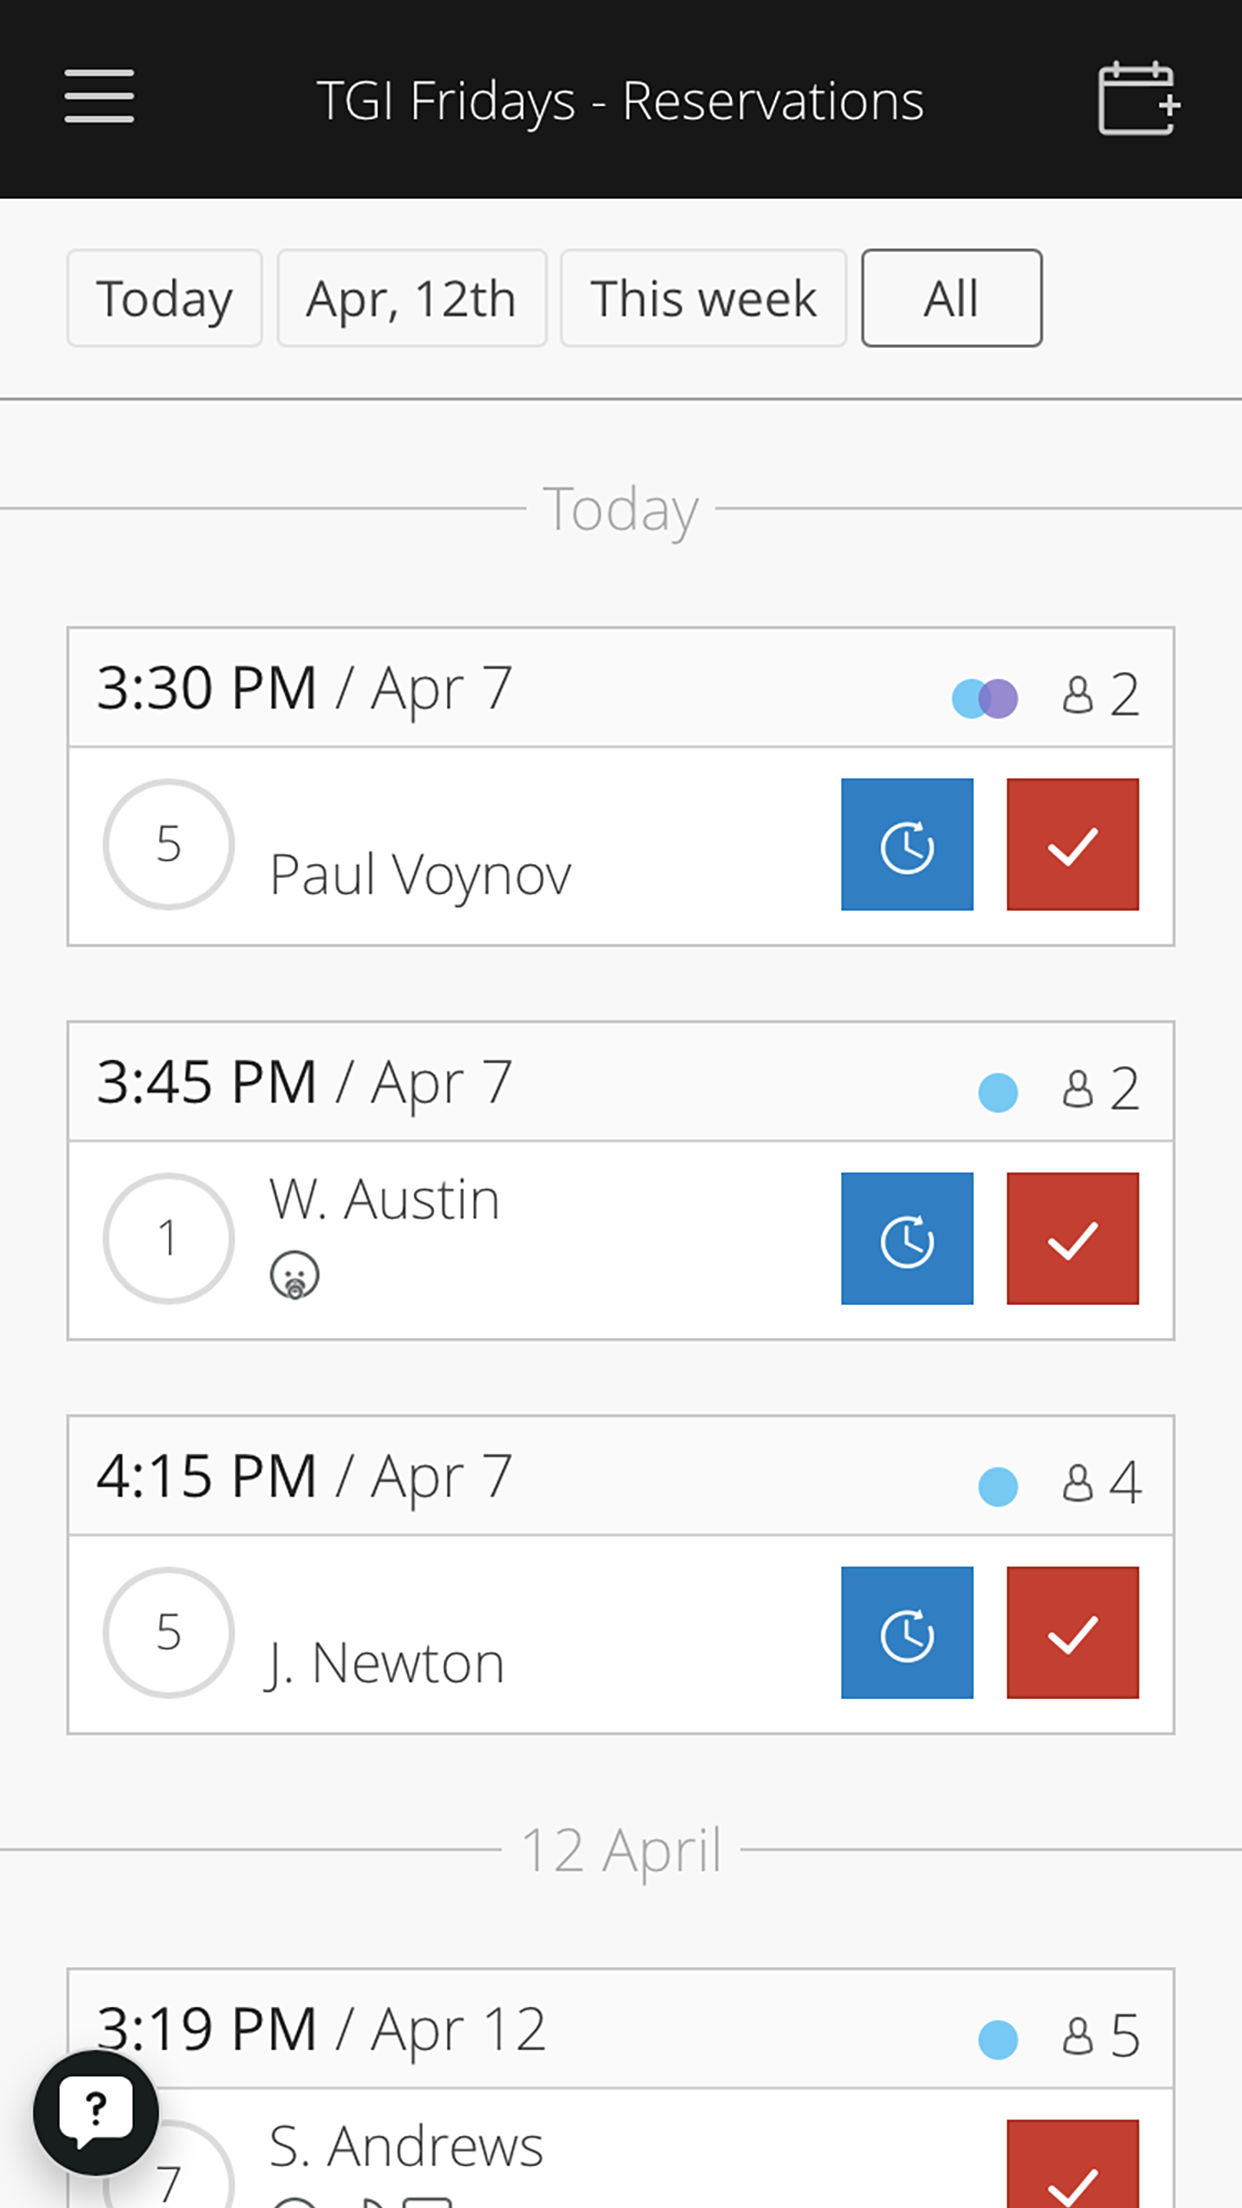 TGI Fridays - Reservations
Today
Apr, 12th
This week
All
Today
3:30 PM / Apr 7
2
5
Paul Voynov
3:45 PM / Apr 7
2
1
W. Austin
4:15 PM / Apr 7
4
5
J. Newton
12 April
3:19 PM / Apr 12
5
?
7
S. Andrews